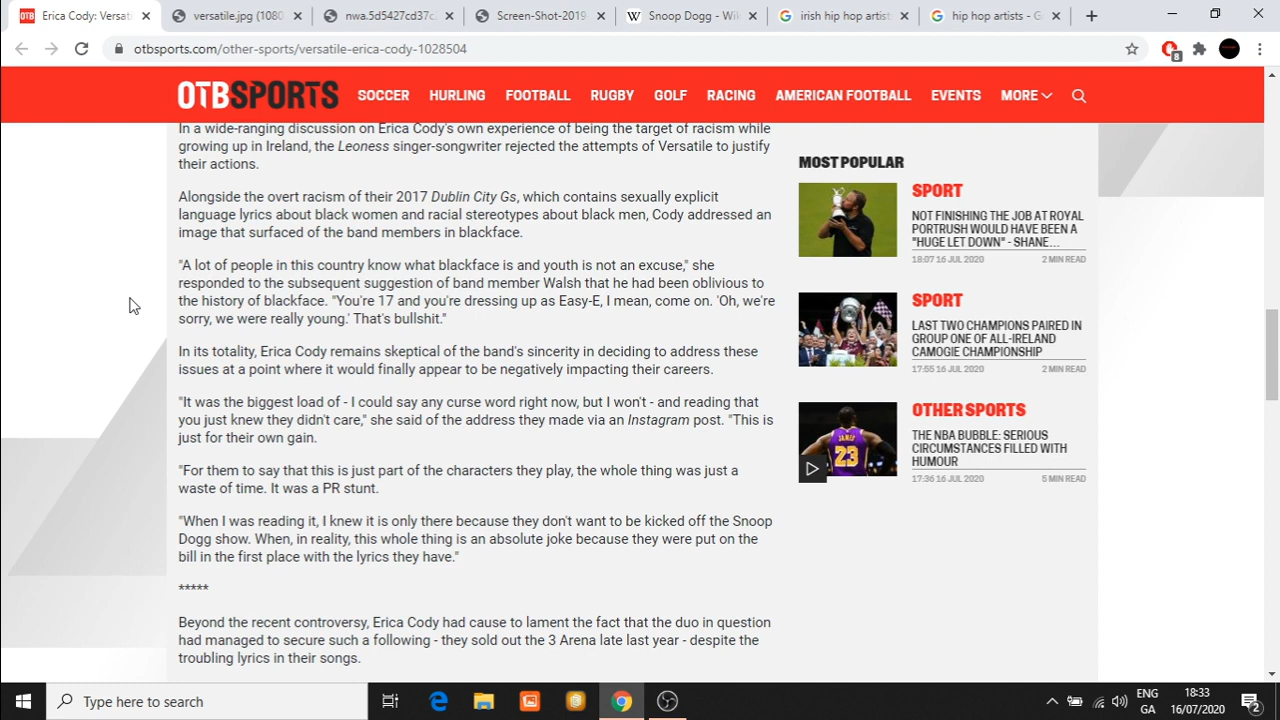 Erica Cody: Versat
versatile.jpg (1080
nwa.5d5427cd37c
Screen-Shot-2019
Snoop Dogg - Wik
irish hip hop artist
hip hop artists - G
otbsports.com/other-sports/versatile-erica-cody-1028504
8
OTBSPORTS
SOCCER HURLING FOOTBALL RUGBY GOLF RACING AMERICAN FOOTBALL EVENTS MORE
In a wide-ranging discussion on Erica Cody's own experience of being the target of racism while
growing up in Ireland, the Leoness singer-songwriter rejected the attempts of Versatile to justify
their actions.
Alongside the overt racism of their 2017 Dublin City Gs, which contains sexually explicit
language lyrics about black women and racial stereotypes about black men, Cody addressed an
image that surfaced of the band members in blackface.
"A lot of people in this country know what blackface is and youth is not an excuse," she
responded to the subsequent suggestion of band member Walsh that he had been oblivious to
the history of blackface. "You're 17 and you're dressing up as Easy-E, I mean, come on. 'Oh, we're
sorry, we were really young.' That's bullshit."
In its totality, Erica Cody remains skeptical of the band's sincerity in deciding to address these
issues at a point where it would finally appear to be negatively impacting their careers.
"It was the biggest load of - I could say any curse word right now, but I won't - and reading that
you just knew they didn't care," she said of the address they made via an Instagram post. "This is
just for their own gain.
"For them to say that this is just part of the characters they play, the whole thing was just a
waste of time. It was a PR stunt.
"When I was reading it, I knew it is only there because they don't want to be kicked off the Snoop
Dogg show. When, in reality, this whole thing is an absolute joke because they were put on the
bill in the first place with the lyrics they have."
*****
Beyond the recent controversy, Erica Cody had cause to lament the fact that the duo in question
had managed to secure such a following - they sold out the 3 Arena late last year - despite the
troubling lyrics in their songs.
MOST POPULAR
SPORT
NOT FINISHING THE JOB AT ROYAL
PORTRUSH WOULD HAVE BEEN A
"HUGE LET DOWN" - SHANE...
18:07 16 JUL 2020 2 MIN READ
SPORT
LAST TWO CHAMPIONS PAIRED IN
GROUP ONE OF ALL-IRELAND
CAMOGIE CHAMPIONSHIP
17:55 16 JUL 2020 2 MIN READ
JAMES
23
OTHER SPORTS
THE NBA BUBBLE: SERIOUS
CIRCUMSTANCES FILLED WITH
HUMOUR
17:36 16 JUL 2020 5 MIN READ
Type here to search
ENG
GA
18:33
16/07/2020
2